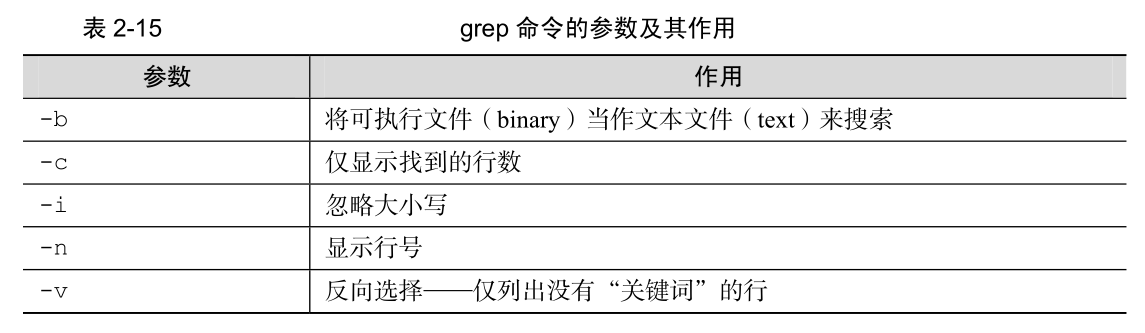 表 2-15 grep 命令的参数及其作用
参数 作用
-b 将可执行文件（binary）当作文本文件（text）来搜索
-c 仅显示找到的行数
-i 忽略大小写
-n 显示行号
-v 反向选择——仅列出没有“关键词”的行